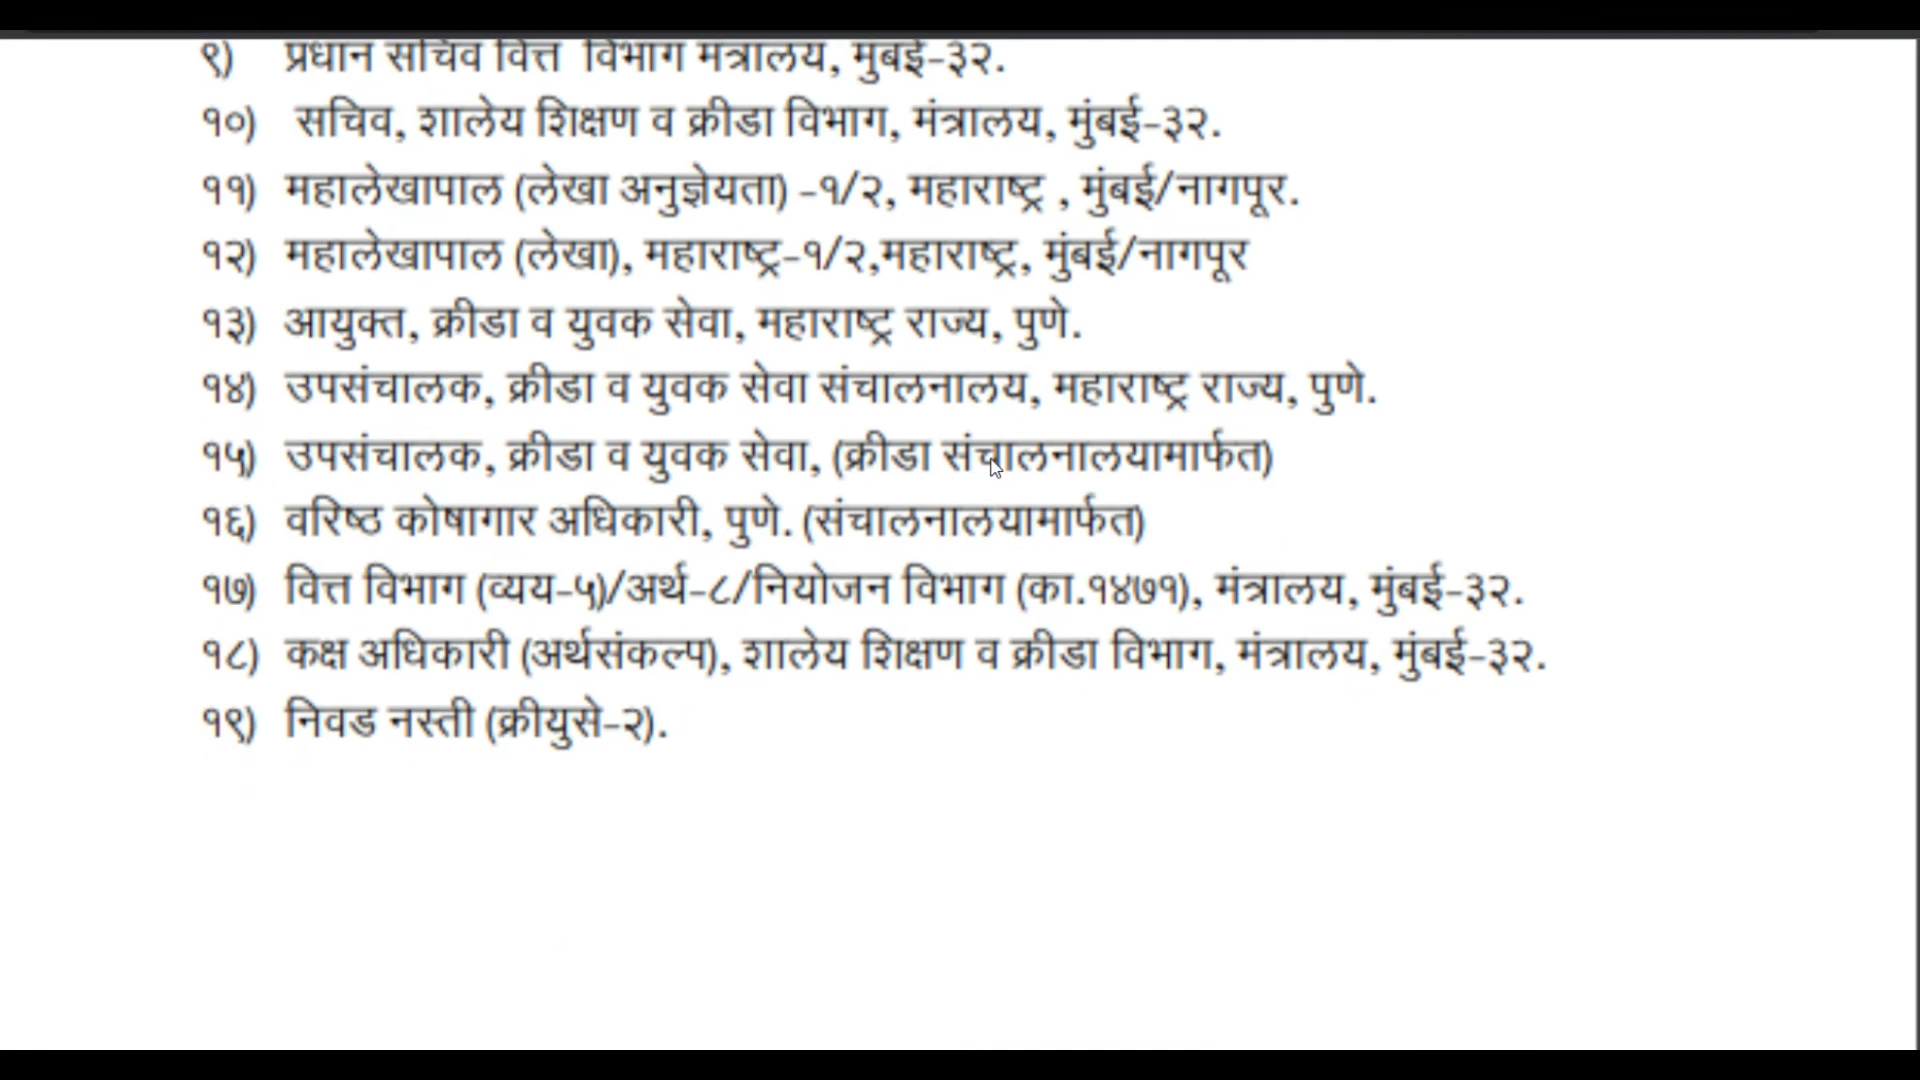 ९) प्रधान सचिव वित्त विभाग मंत्रालय, मुंबई-३२.
१०) सचिव, शालेय शिक्षण व क्रीडा विभाग, मंत्रालय, मुंबई-३२.
११) महालेखापाल (लेखा अनुज्ञेयता) -१/२, महाराष्ट्र , मुंबई/नागपूर.
१२) महालेखापाल (लेखा), महाराष्ट्र-१/२,महाराष्ट्र, मुंबई/नागपूर
१३) आयुक्त, क्रीडा व युवक सेवा, महाराष्ट्र राज्य, पुणे.
१४) उपसंचालक, क्रीडा व युवक सेवा संचालनालय, महाराष्ट्र राज्य, पुणे.
१५) उपसंचालक, क्रीडा व युवक सेवा, (क्रीडा संचालनालयामार्फत)
१६) वरिष्ठ कोषागार अधिकारी, पुणे. (संचालनालयामार्फत)
१७) वित्त विभाग (व्यय-५)/अर्थ-८/नियोजन विभाग (का.१४७१), मंत्रालय, मुंबई-३२.
१८) कक्ष अधिकारी (अर्थसंकल्प), शालेय शिक्षण व क्रीडा विभाग, मंत्रालय, मुंबई-३२.
१९) निवड नस्ती (क्रीयुसे-२).